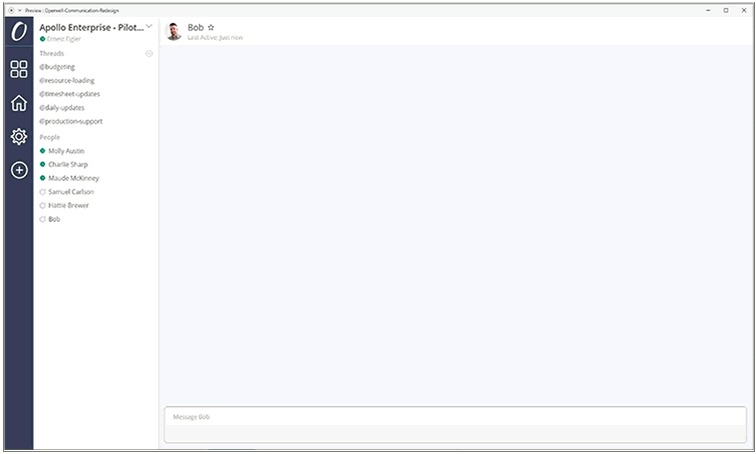 Preview : Openwell-Communication-Redesign
Apollo Enterprise - Pilot...
Ernest Figler
Threads
@budgeting
@resource-loading
@timesheet-updates
@daily-updates
@production-support
People
Molly Austin
Charlie Sharp
Maude McKinney
Samuel Carlson
Hattie Brewer
Bob
Bob
Last Active: Just now
Message Bob